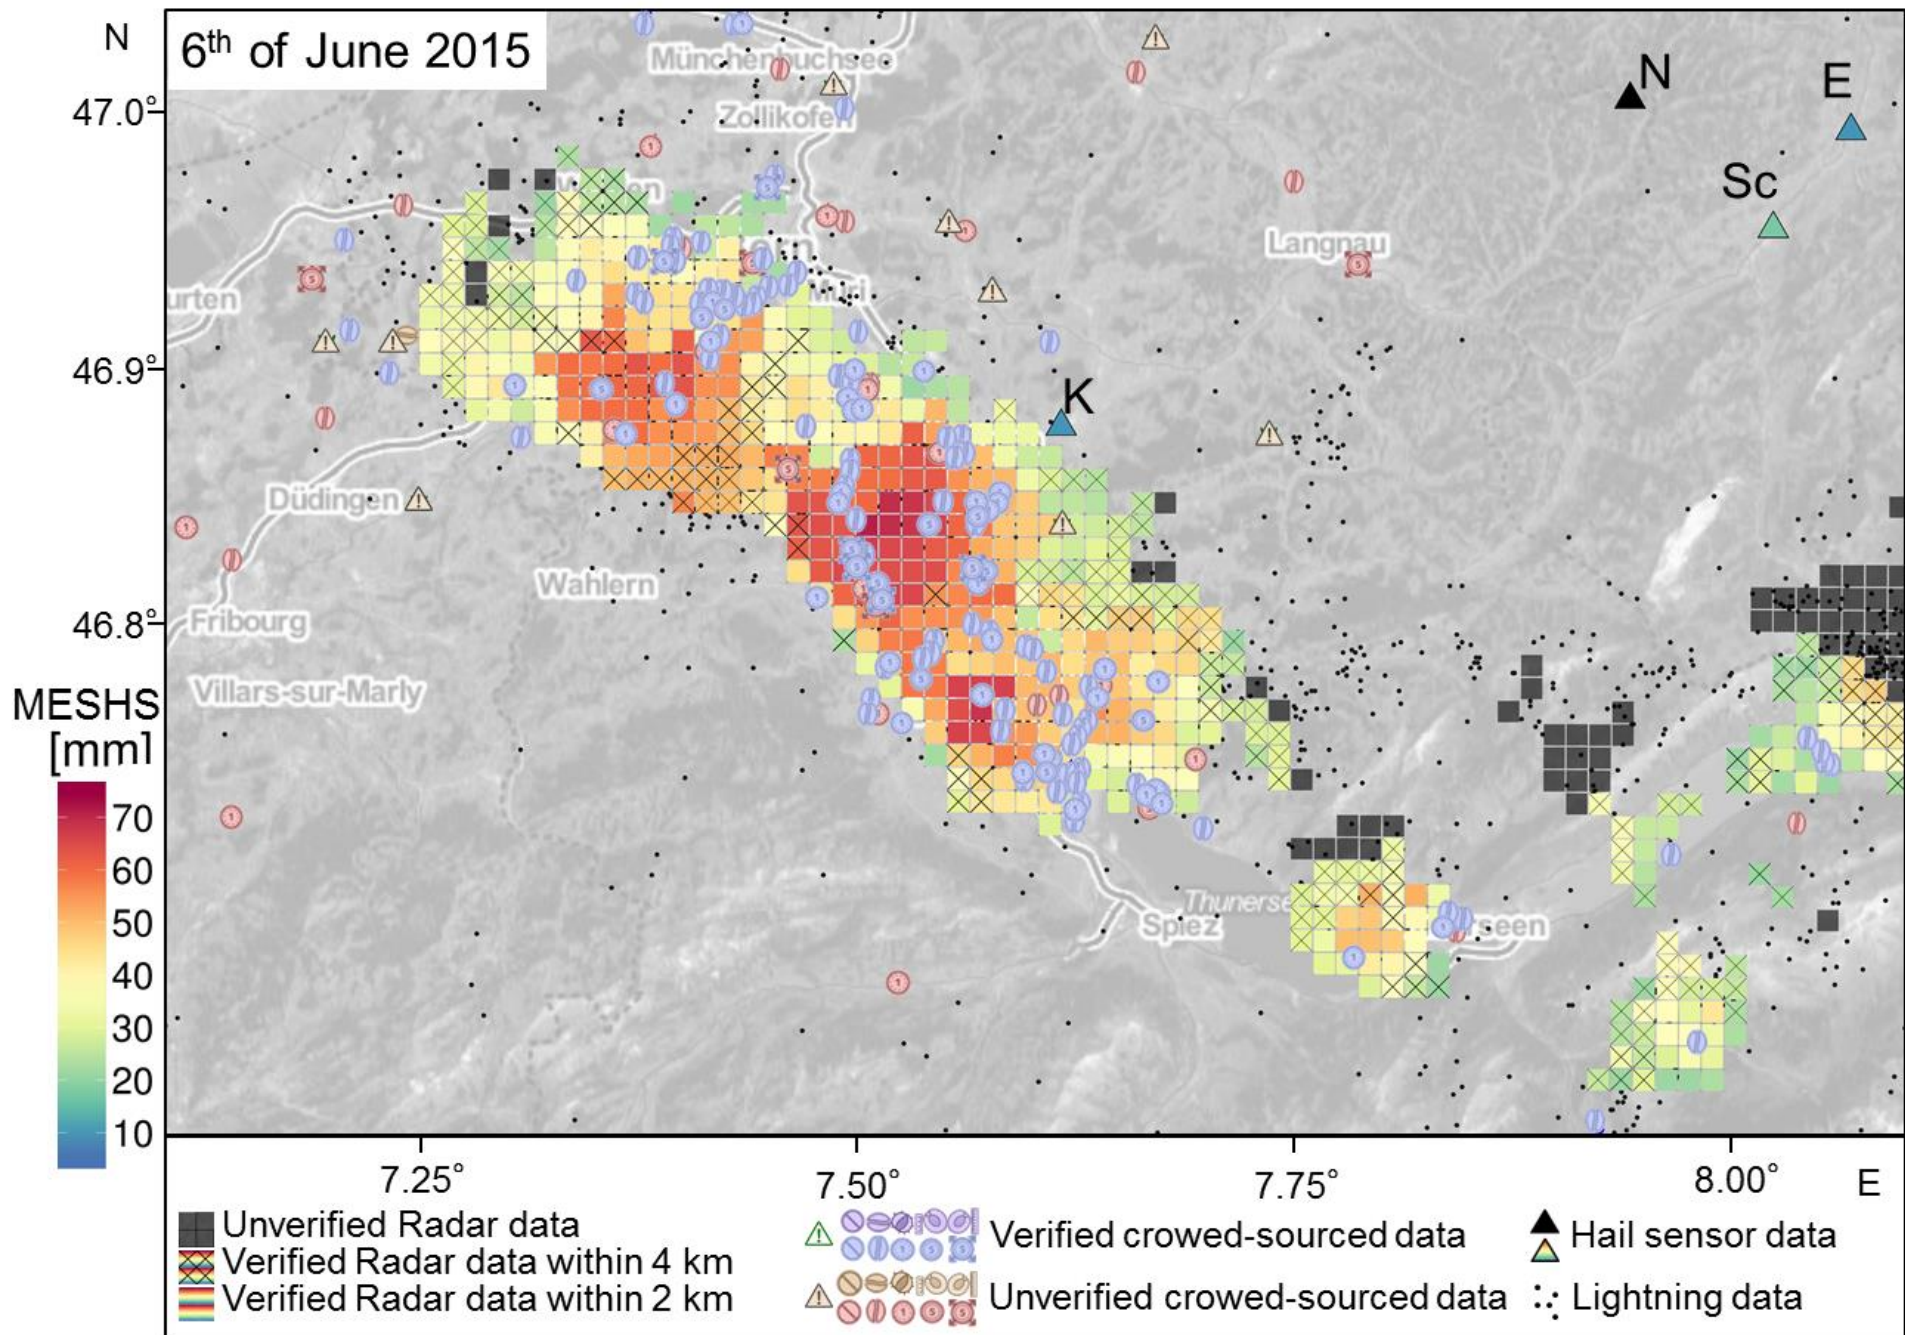 N
6th of June 2015
Münchenbuchsee
Zollikofen
N
E
47.0°
Sc
Langnau
Muri
46.9°
K
Düdingen
Wahlern
46.8°
Fribourg
Villars-sur-Marly
MESHS
[mm]
70
60
50
40
30
20
10
Spiez
7.25°
7.50°
7.75°
8.00°
E
Unverified Radar data
Verified Radar data within 4 km
Verified Radar data within 2 km
Verified crowed-sourced data
Unverified crowed-sourced data
Hail sensor data
Lightning data